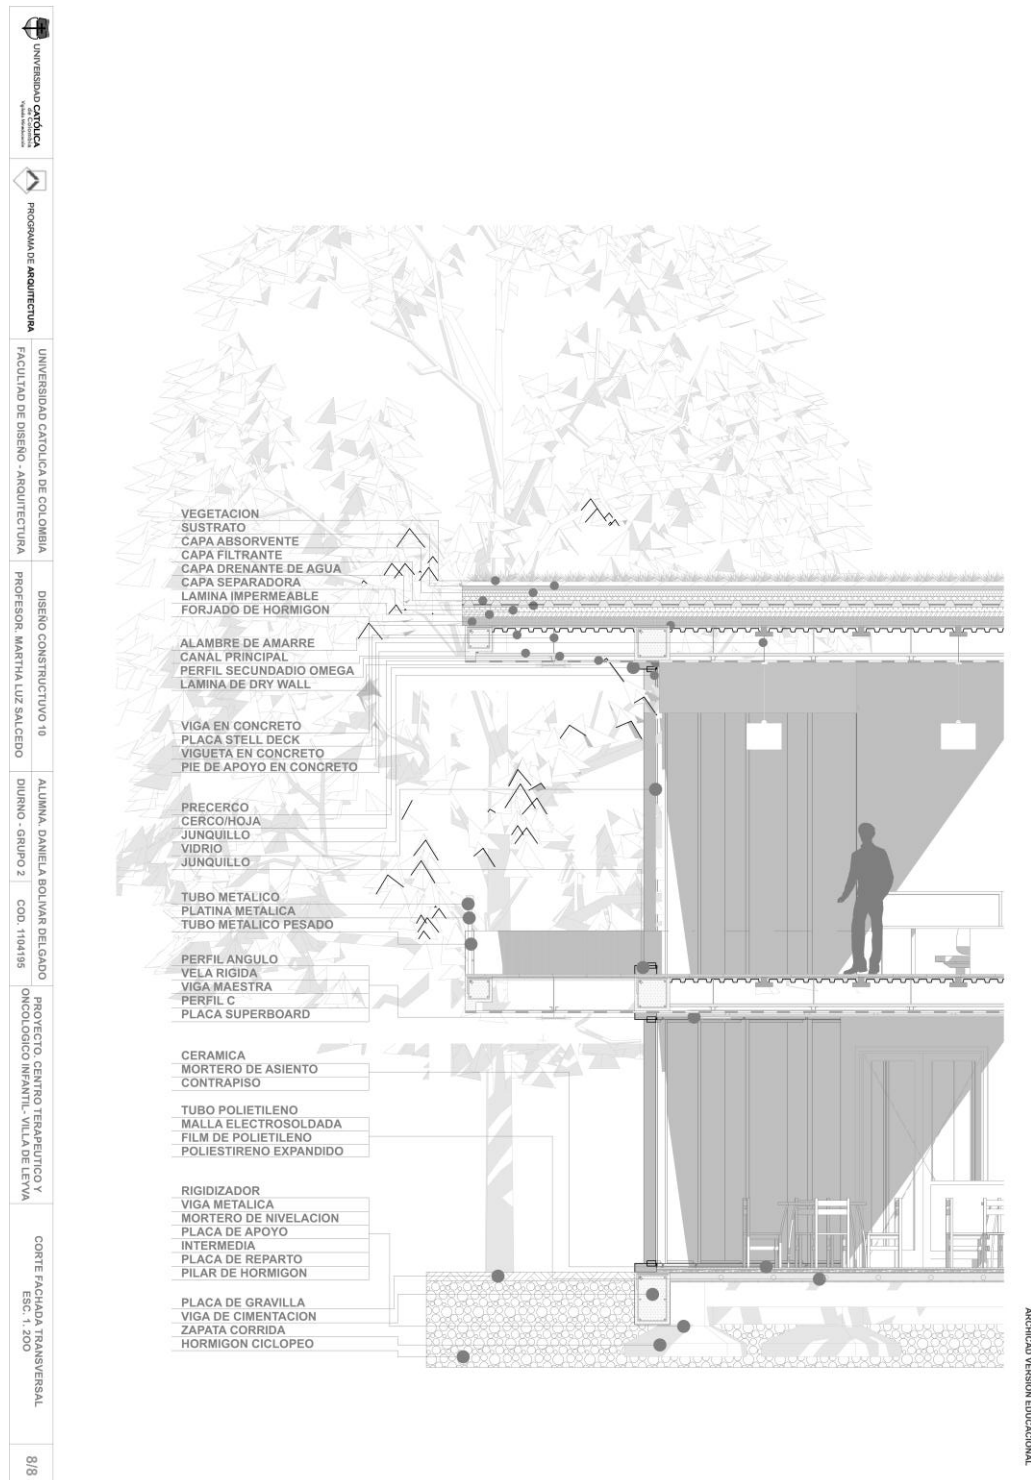 UNIVERSIDAD CATÓLICA
de Colombia
Vigilada Mineducación
PROGRAMA DE ARQUITECTURA
UNIVERSIDAD CATOLICA DE COLOMBIA
FACULTAD DE DISEÑO - ARQUITECTURA
DISEÑO CONSTRUCTUVO 10
PROFESOR. MARTHA LUZ SALCEDO
ALUMNA. DANIELA BOLIVAR DELGADO
DIURNO - GRUPO 2
COD. 1104195
PROYECTO. CENTRO TERAPEUTICO Y
ONCOLOGICO INFANTIL- VILLA DE LEYVA
CORTE FACHADA TRANSVERSAL
ESC. 1. 200
8/8
VEGETACION
SUSTRATO
CAPA ABSORVENTE
CAPA FILTRANTE
CAPA DRENANTE DE AGUA
CAPA SEPARADORA
LAMINA IMPERMEABLE
FORJADO DE HORMIGON
ALAMBRE DE AMARRE
CANAL PRINCIPAL
PERFIL SECUNDADIO OMEGA
LAMINA DE DRY WALL
VIGA EN CONCRETO
PLACA STELL DECK
VIGUETA EN CONCRETO
PIE DE APOYO EN CONCRETO
PRECERCO
CERCO/HOJA
JUNQUILLO
VIDRIO
JUNQUILLO
TUBO METALICO
PLATINA METALICA
TUBO METALICO PESADO
PERFIL ANGULO
VELA RIGIDA
VIGA MAESTRA
PERFIL C
PLACA SUPERBOARD
CERAMICA
MORTERO DE ASIENTO
CONTRAPISO
TUBO POLIETILENO
MALLA ELECTROSOLDADA
FILM DE POLIETILENO
POLIESTIRENO EXPANDIDO
RIGIDIZADOR
VIGA METALICA
MORTERO DE NIVELACION
PLACA DE APOYO
INTERMEDIA
PLACA DE REPARTO
PILAR DE HORMIGON
PLACA DE GRAVILLA
VIGA DE CIMENTACION
ZAPATA CORRIDA
HORMIGON CICLOPEO
ARCHICAD VERSION EDUCACIONAL